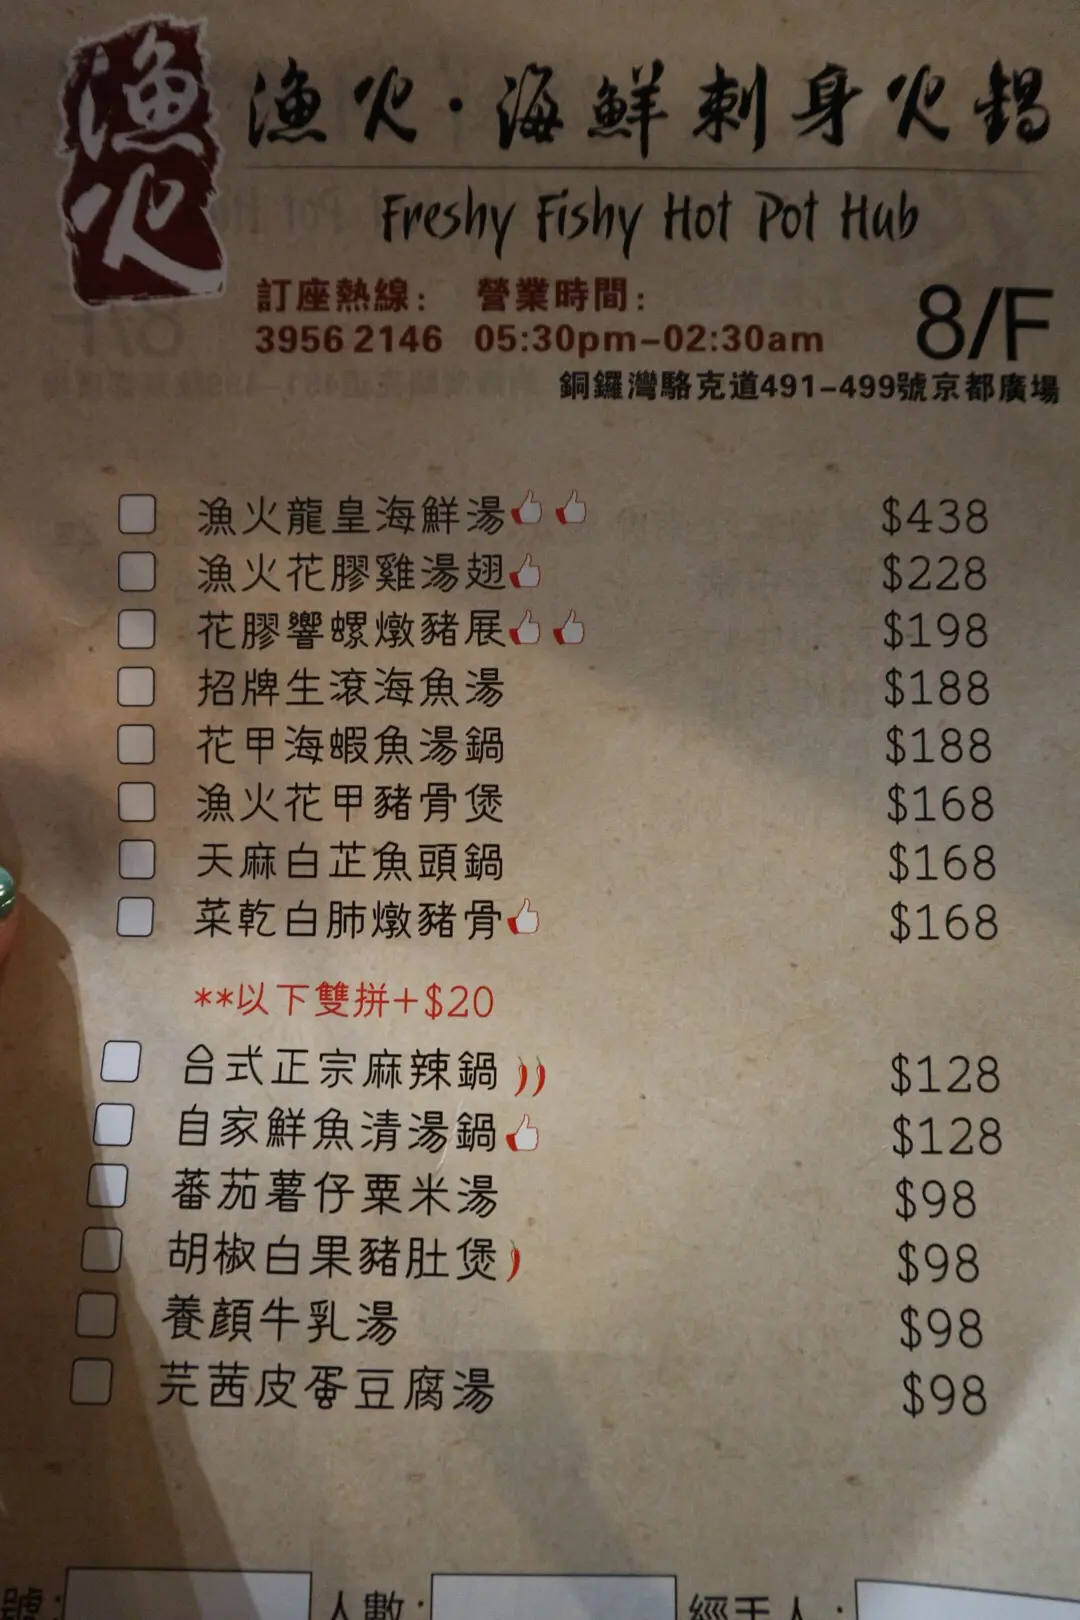 漁火
漁火·海鮮刺身火鍋
Freshy Fishy Hot Pot Hub
訂座熱線: 營業時間:
3956 2146 05:30pm-02:30am
8/F
銅鑼灣駱克道491-499號京都廣場
漁火龍皇海鮮湯 $438
漁火花膠雞湯翅 $228
花膠響螺燉豬展 $198
招牌生滾海魚湯 $188
花甲海蝦魚湯鍋 $188
漁火花甲豬骨煲 $168
天麻白芷魚頭鍋 $168
菜乾白肺燉豬骨 $168
**以下雙拼+$20
台式正宗麻辣鍋 $128
自家鮮魚清湯鍋 $128
蕃茄薯仔粟米湯 $98
胡椒白果豬肚煲 $98
養顏牛乳湯 $98
芫茜皮蛋豆腐湯 $98
號: 人數: 經手人: